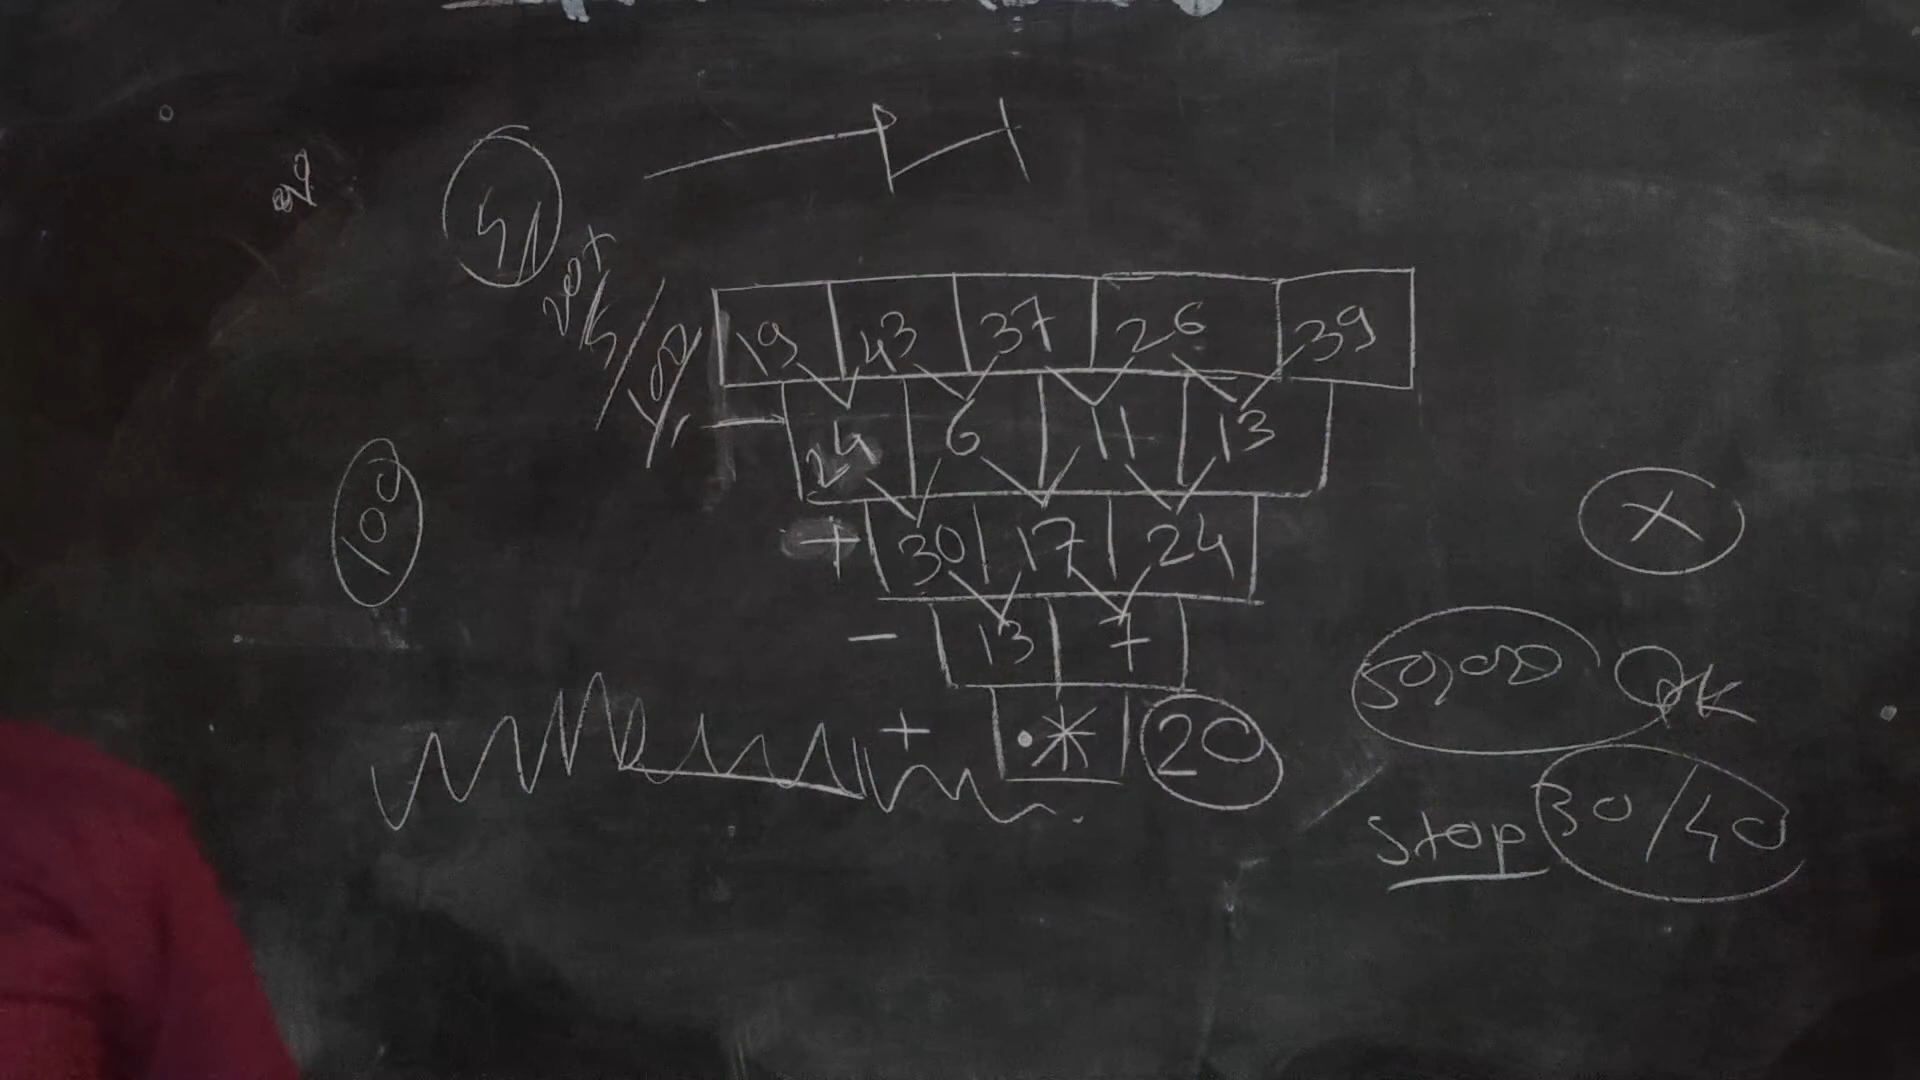 19 43 37 26 39
− 24 6 11 13
+ 30 17 24
− 13 7
+ * 20
100
X
50,000 OK
Stop 30/40